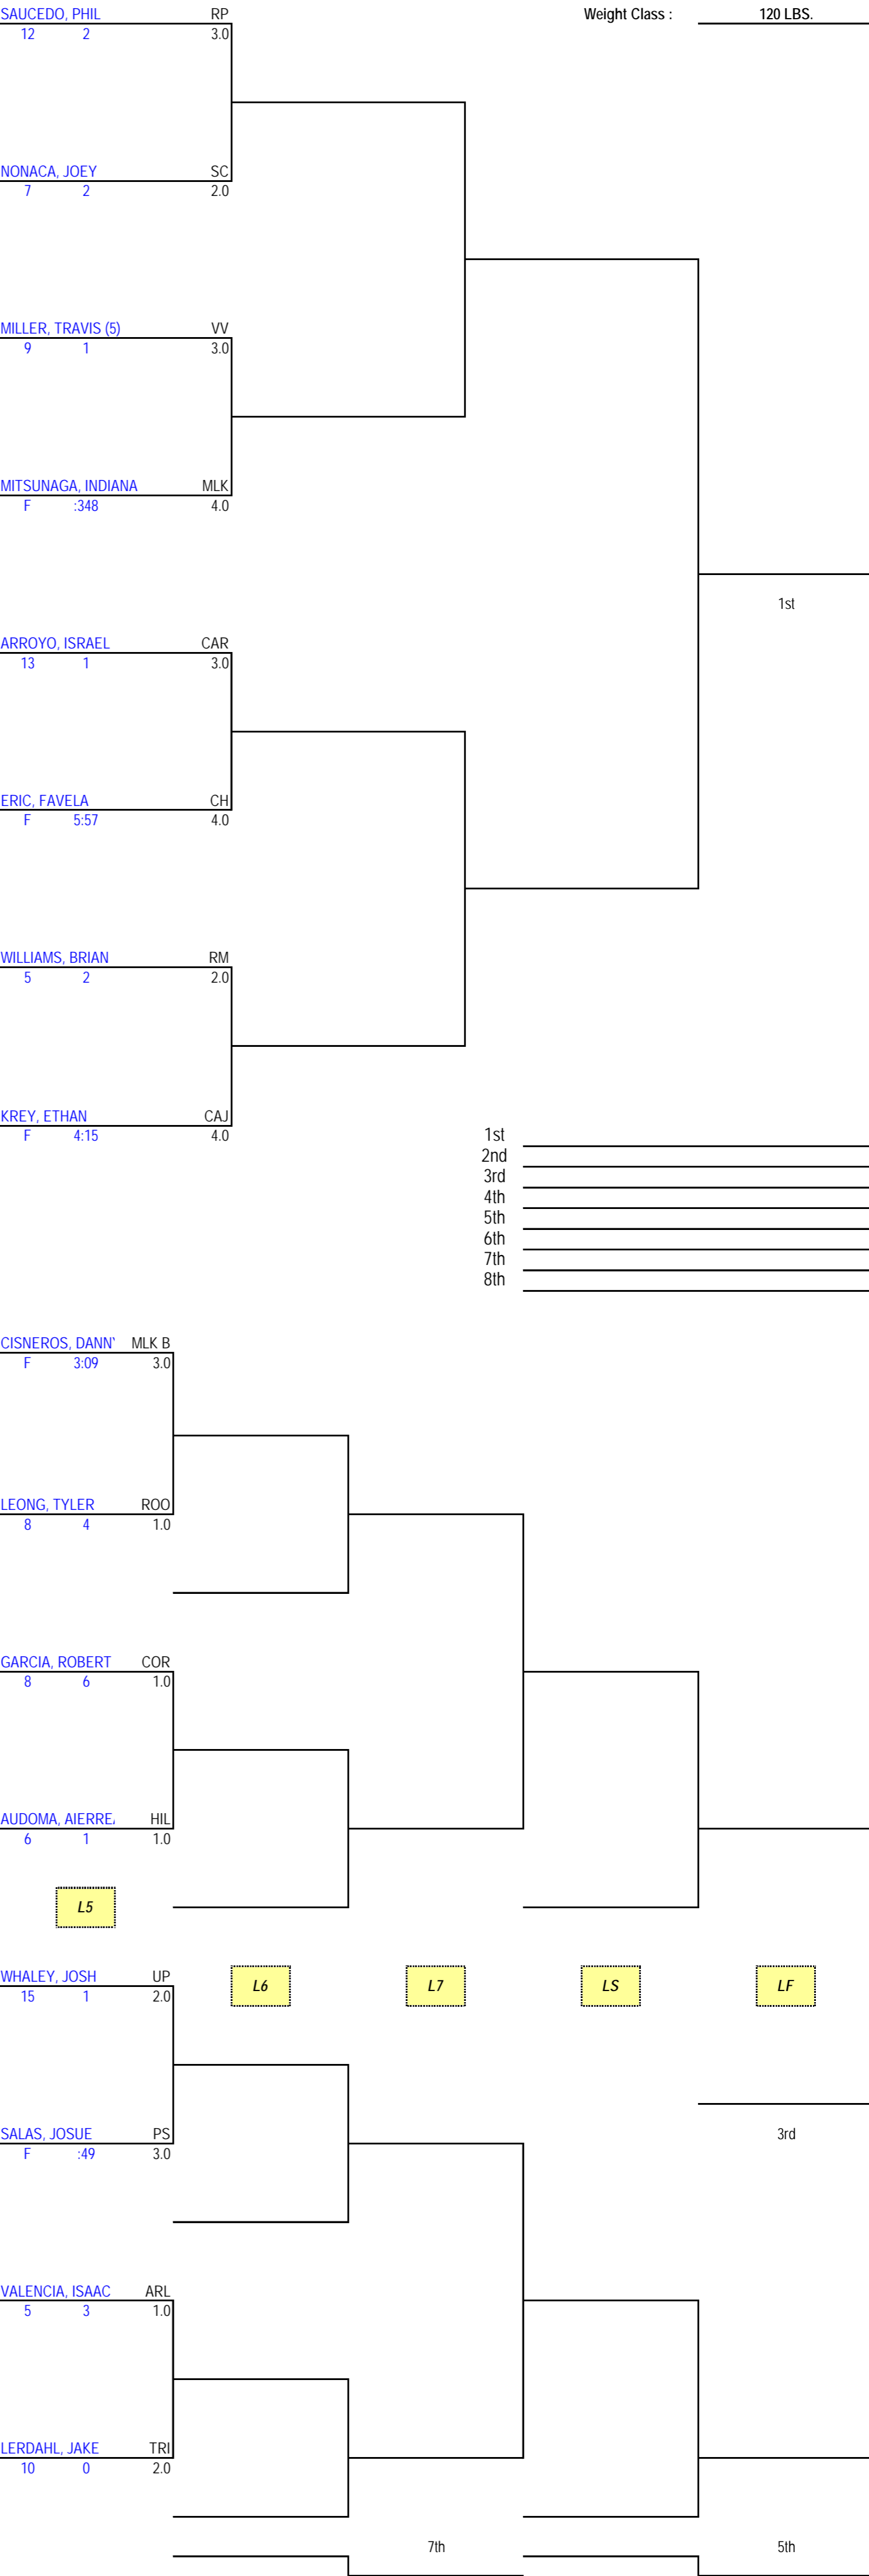 SAUCEDO, PHIL RP Weight Class : 120 LBS.
12 2 3.0
NONACA, JOEY SC
7 2 2.0
MILLER, TRAVIS (5) VV
9 1 3.0
MITSUNAGA, INDIANA MLK
F :348 4.0
1st
ARROYO, ISRAEL CAR
13 1 3.0
ERIC, FAVELA CH
F 5:57 4.0
WILLIAMS, BRIAN RM
5 2 2.0
KREY, ETHAN CAJ
F 4:15 4.0
1st
2nd
3rd
4th
5th
6th
7th
8th
CISNEROS, DANN MLK B
F 3:09 3.0
LEONG, TYLER ROO
8 4 1.0
GARCIA, ROBERT COR
8 6 1.0
AUDOMA, AIERRE HIL
6 1 1.0
L5
WHALEY, JOSH UP
15 1 2.0
L6 L7 LS LF
SALAS, JOSUE PS
F :49 3.0
3rd
VALENCIA, ISAAC ARL
5 3 1.0
LERDAHL, JAKE TRI
10 0 2.0
7th 5th